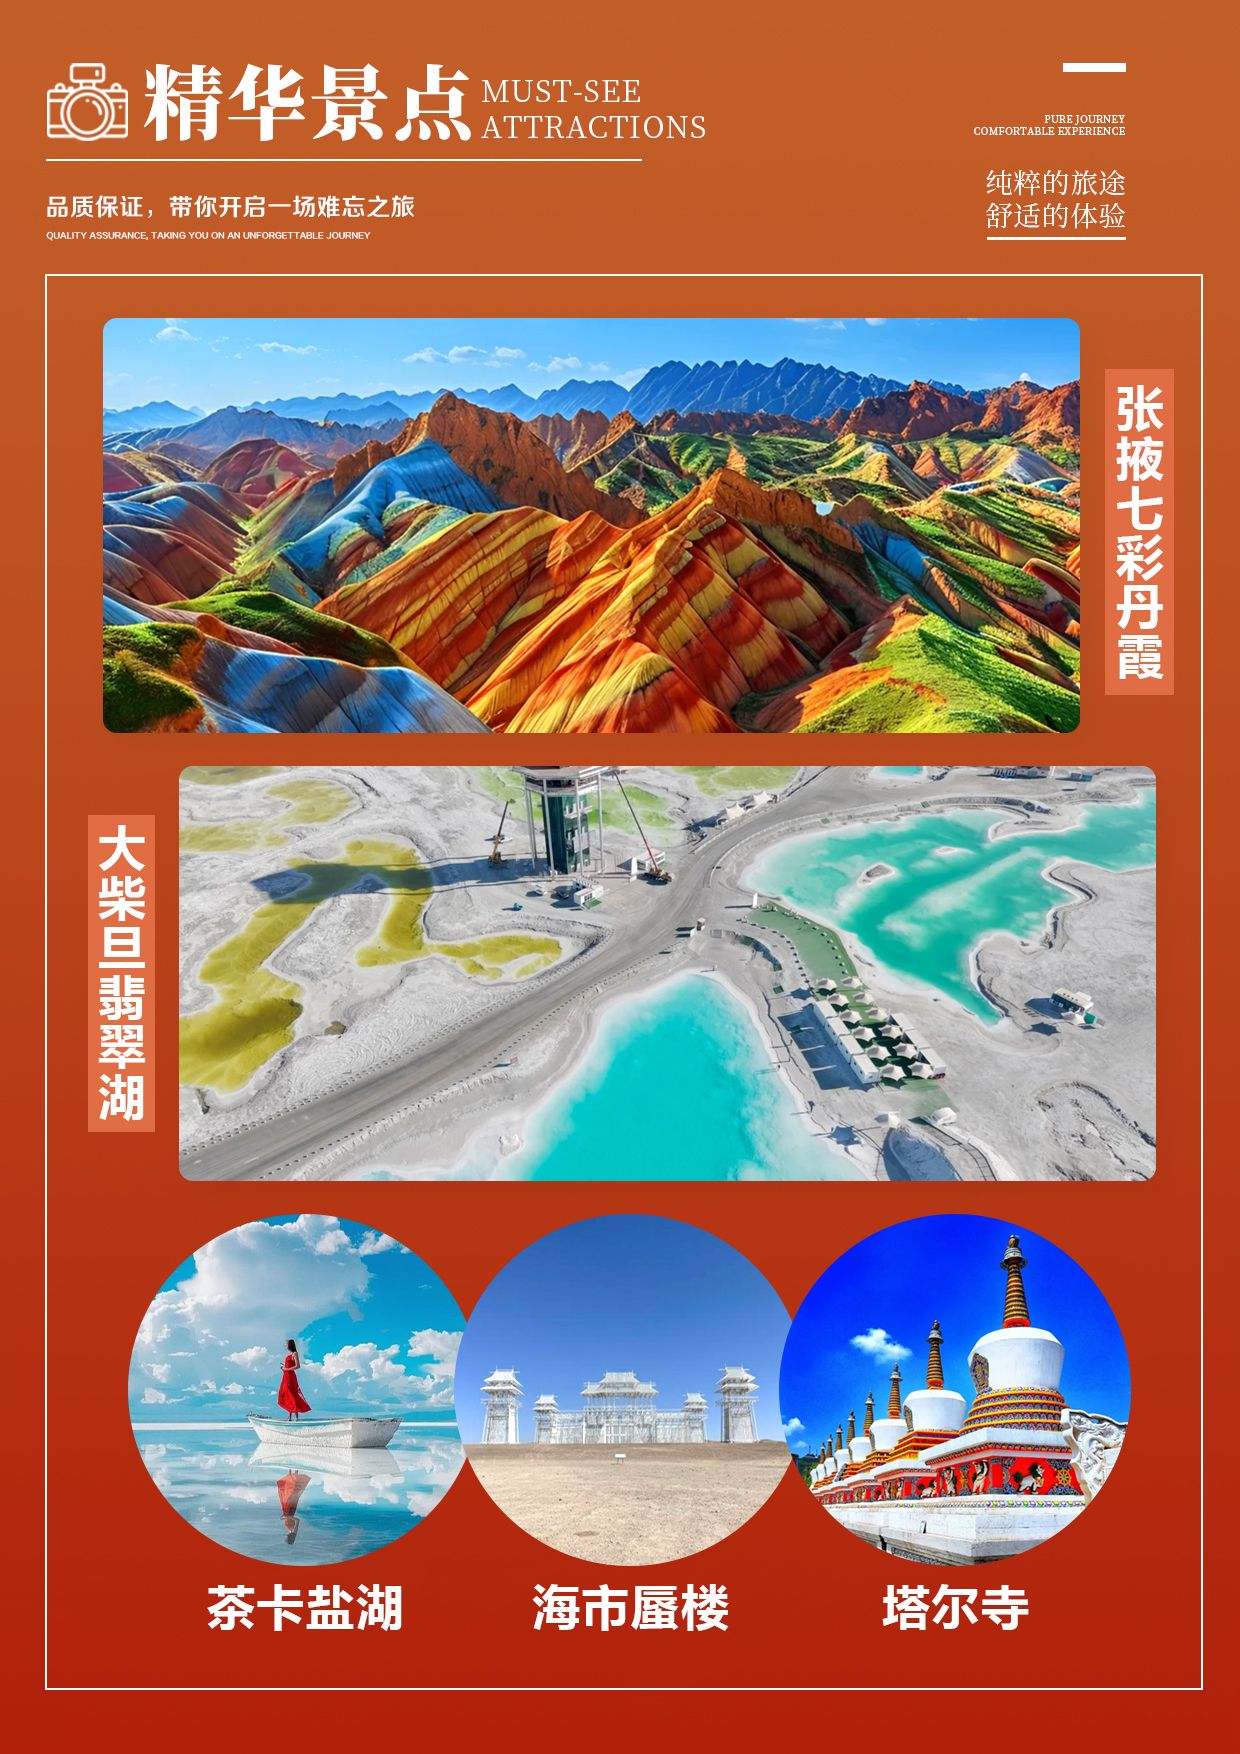 精华景点
MUST-SEE
ATTRACTIONS
品质保证，带你开启一场难忘之旅
QUALITY ASSURANCE, TAKING YOU ON AN UNFORGETTABLE JOURNEY
PURE JOURNEY
COMFORTABLE EXPERIENCE
纯粹的旅途
舒适的体验
张掖七彩丹霞
大柴旦翡翠湖
茶卡盐湖
海市蜃楼
塔尔寺